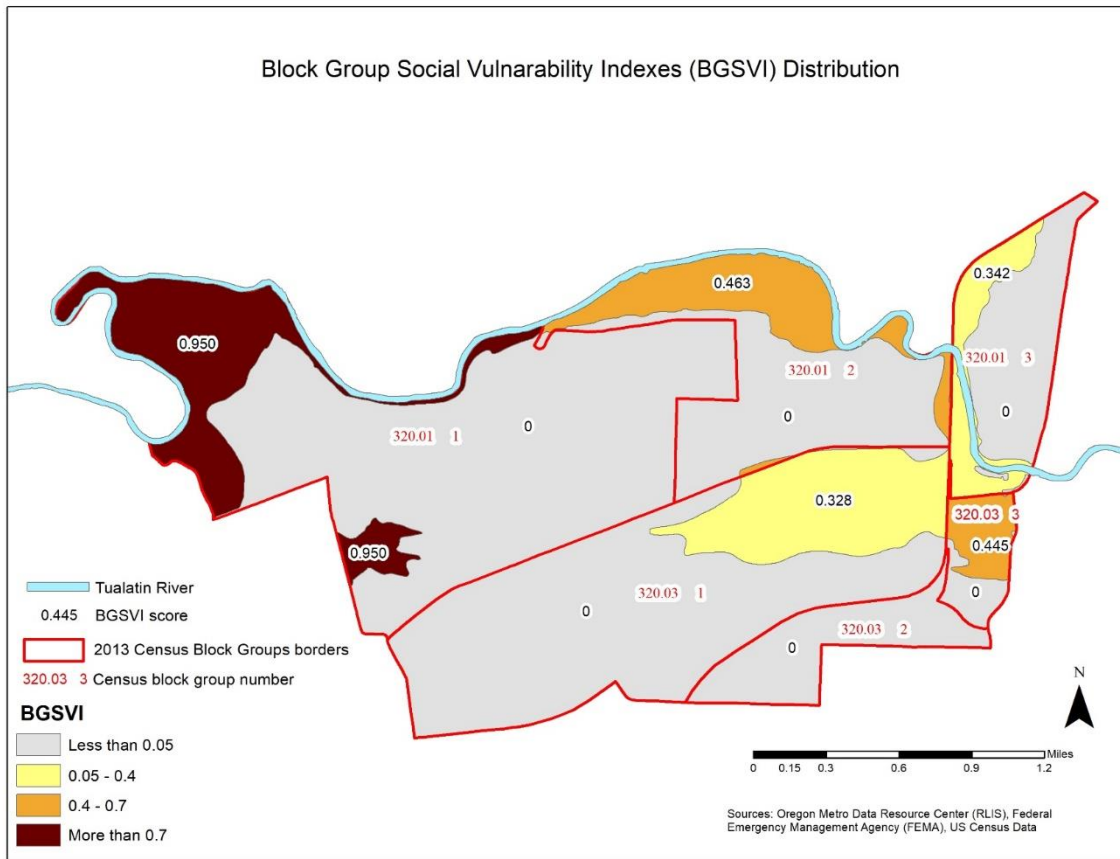 Block Group Social Vulnarability Indexes (BGSVI) Distribution
0.342
0.463
0.950
320.01 3
320.01 2
0
0
0
320.01 1
0.328
320.03 3
0.445
0.950
0
320.03 1
0
320.03 2
0
Tualatin River
0.445 BGSVI score
2013 Census Block Groups borders
320.03 3 Census block group number
BGSVI
Less than 0.05
0.05 - 0.4
0.4 - 0.7
More than 0.7
N
Miles
0 0.15 0.3 0.6 0.9 1.2
Sources: Oregon Metro Data Resource Center (RLIS), Federal
Emergency Management Agency (FEMA), US Census Data